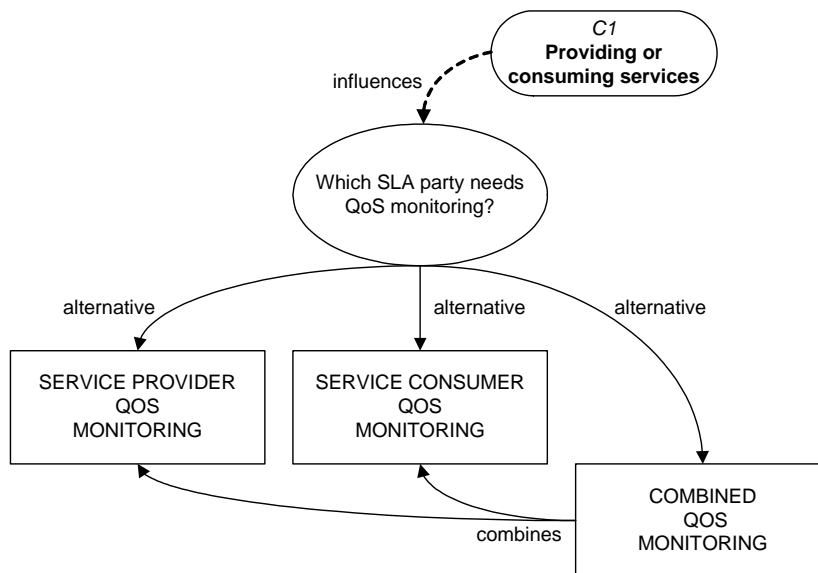 C1
Providing or
consuming services
influences
Which SLA party needs
QoS monitoring?
alternative
alternative
alternative
SERVICE PROVIDER
QOS
MONITORING
SERVICE CONSUMER
QOS
MONITORING
COMBINED
QOS
MONITORING
combines